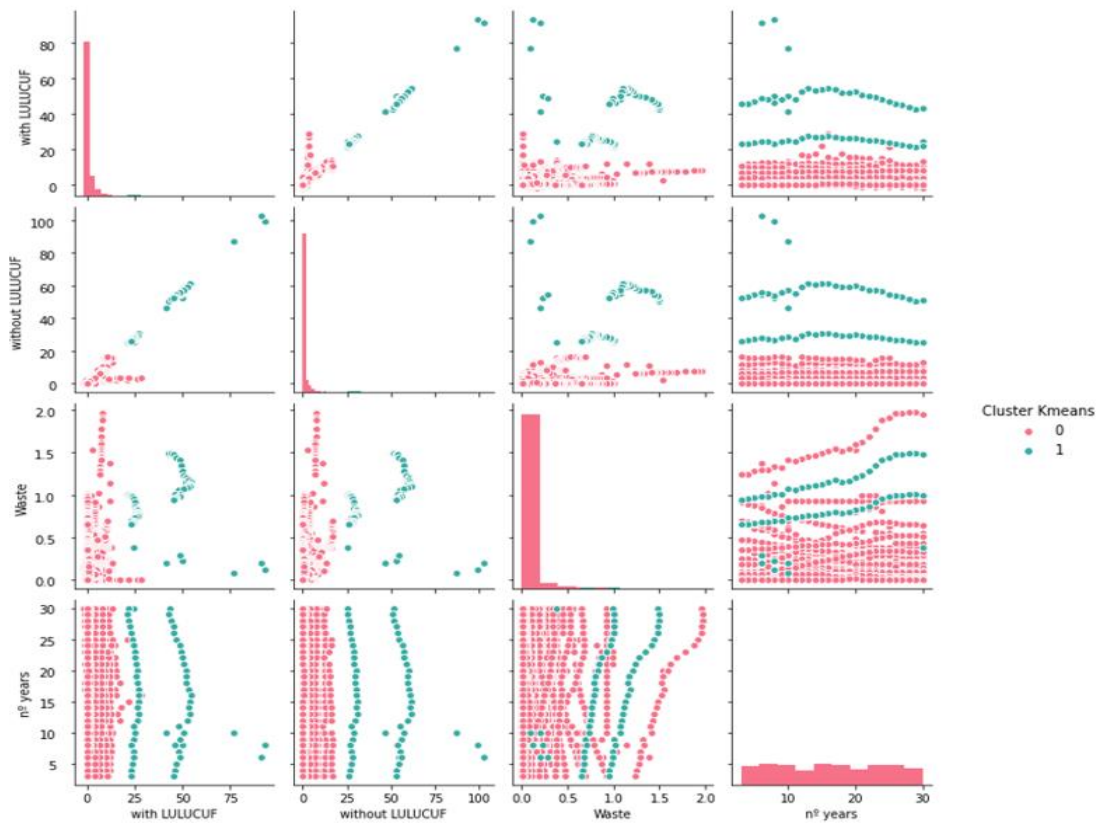 with LULUCUF
80
60
40
20
0
without LULUCUF
100
80
60
40
20
0
Waste
2.0
1.5
1.0
0.5
0.0
nº years
30
25
20
15
10
5
0 25 50 75
with LULUCUF
0 25 50 75 100
without LULUCUF
0.0 0.5 1.0 1.5 2.0
Waste
10 20 30
nº years
Cluster Kmeans
0
1